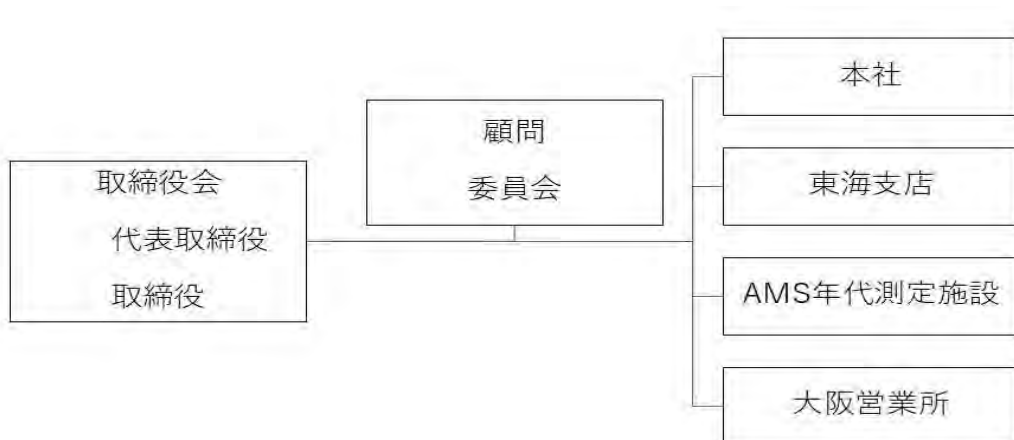 取締役会
代表取締役
取締役
顧問
委員会
本社
東海支店
AMS年代測定施設
大阪営業所